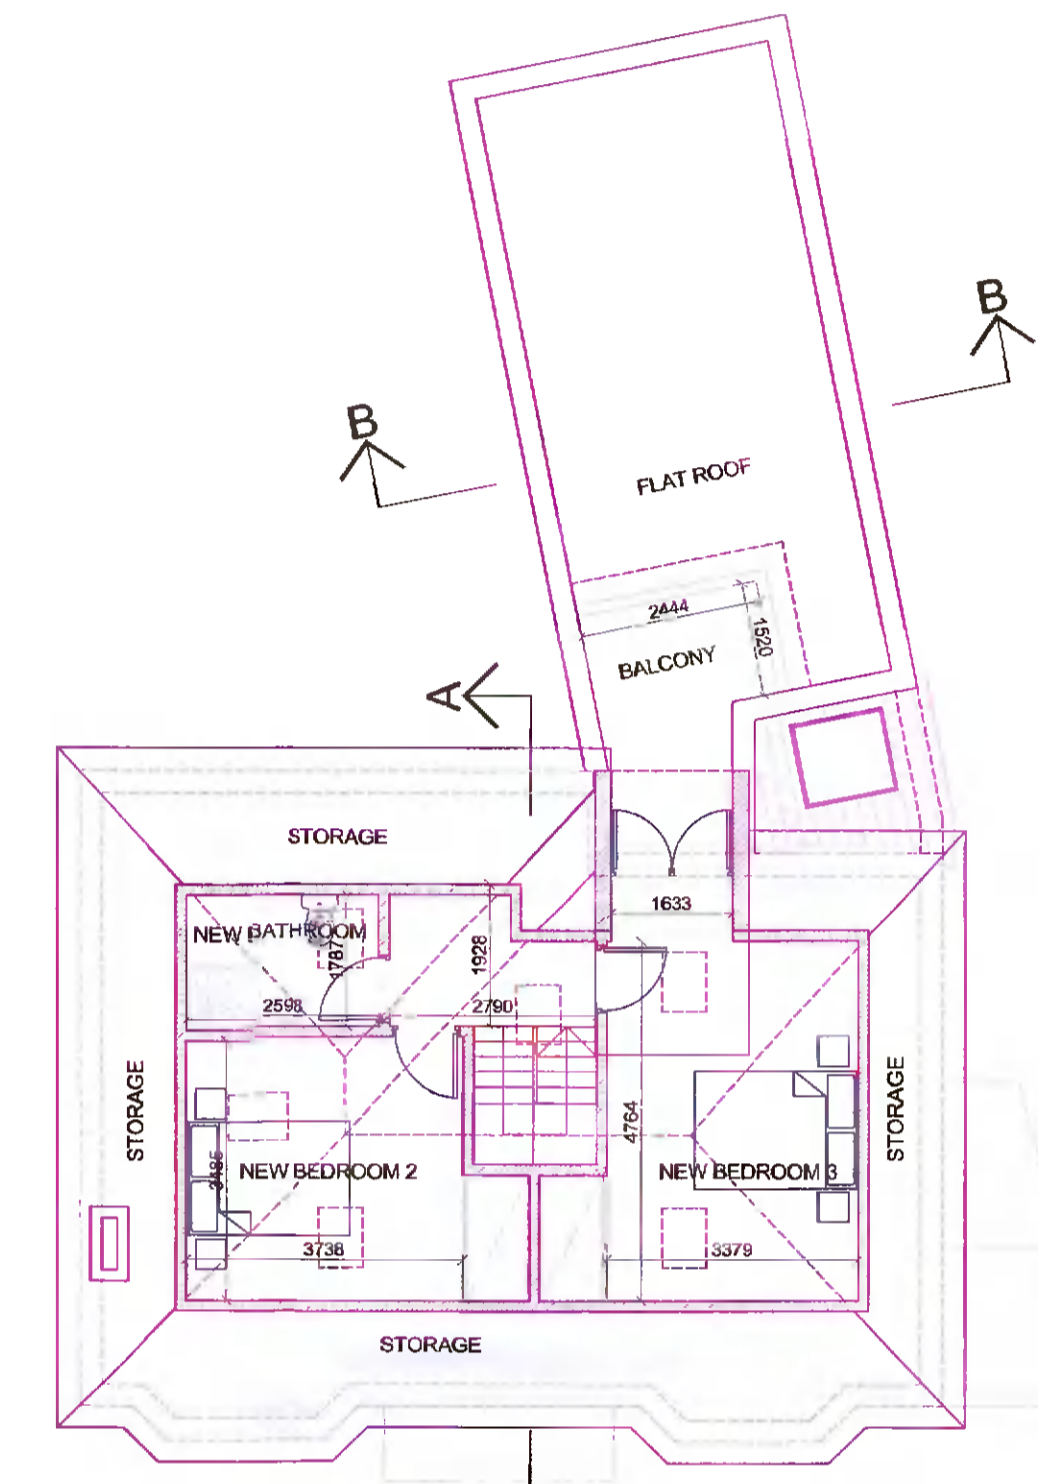 B
B
FLAT ROOF
2444
1520
BALCONY
A
STORAGE
1633
NEW BATHROOM
1787
1928
2598
2790
STORAGE
4764
STORAGE
NEW BEDROOM 2
3485
NEW BEDROOM 3
3738
3379
STORAGE